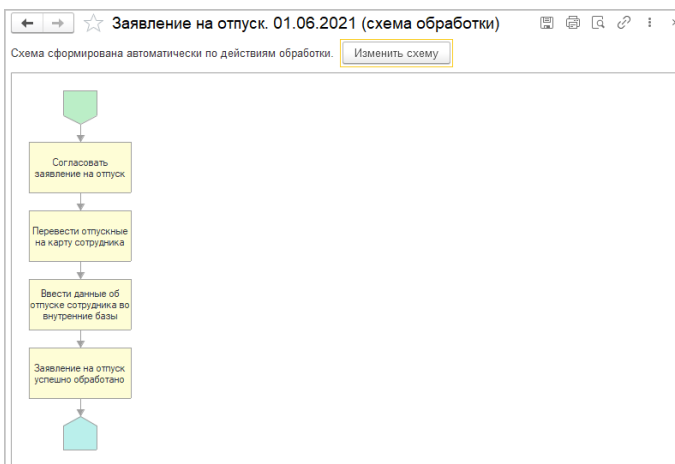 Заявление на отпуск. 01.06.2021 (схема обработки)
Схема сформирована автоматически по действиям обработки.
Изменить схему
Согласовать
заявление на отпуск
Перевести отпускные
на карту сотрудника
Ввести данные об
отпуске сотрудника во
внутренние базы
Заявление на отпуск
успешно обработано